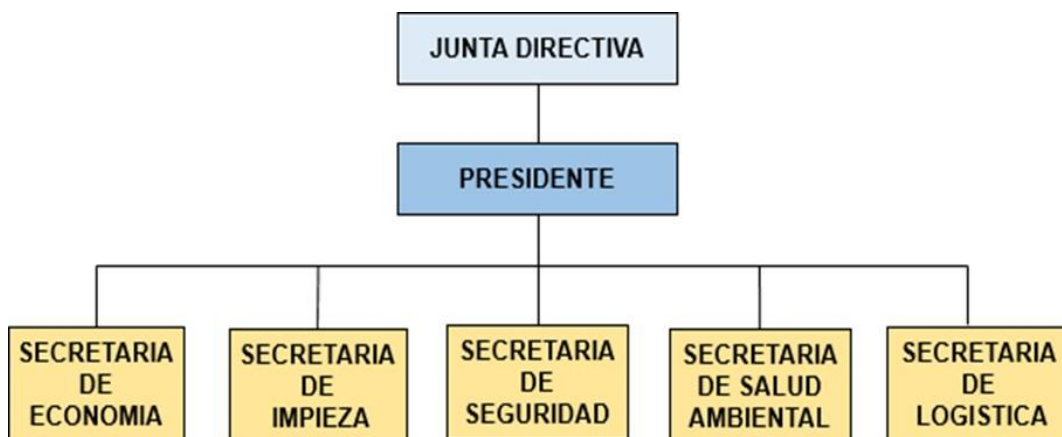 JUNTA DIRECTIVA
PRESIDENTE
SECRETARIA
DE
ECONOMIA
SECRETARIA
DE
IMPIEZA
SECRETARIA
DE
SEGURIDAD
SECRETARIA
DE SALUD
AMBIENTAL
SECRETARIA
DE
LOGISTICA